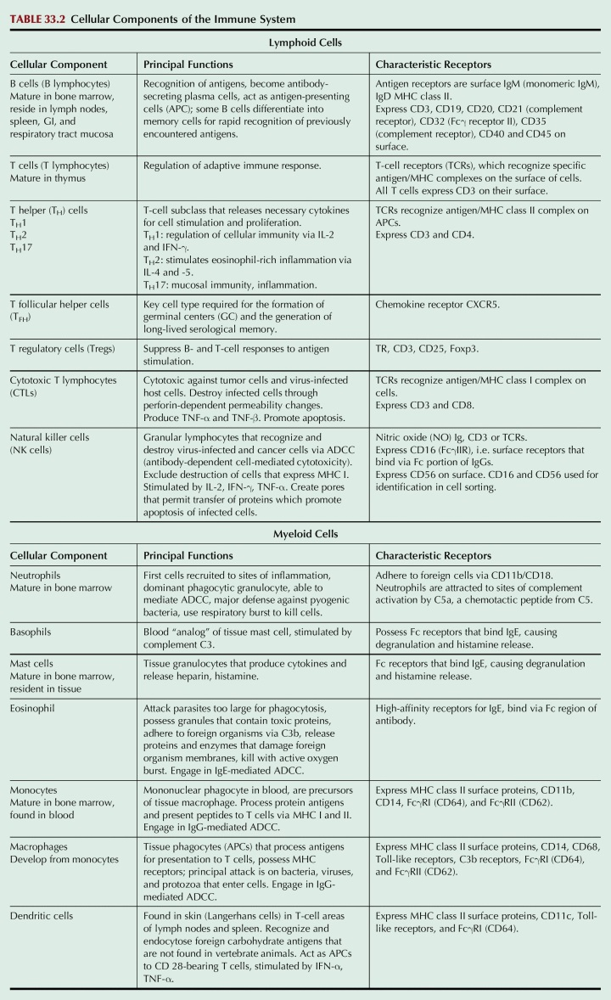 TABLE 33.2 Cellular Components of the Immune System
Lymphoid Cells
Cellular Component
Principal Functions
Characteristic Receptors
B cells (B lymphocytes)
Mature in bone marrow,
reside in lymph nodes,
spleen, GI, and
respiratory tract mucosa
Recognition of antigens, become antibody-
secreting plasma cells, act as antigen-presenting
cells (APC); some B cells differentiate into
memory cells for rapid recognition of previously
encountered antigens.
Antigen receptors are surface IgM (monomeric IgM),
IgD MHC class II.
Express CD3, CD19, CD20, CD21 (complement
receptor), CD32 (Fcγ receptor II), CD35
(complement receptor), CD40 and CD45 on
surface.
T cells (T lymphocytes)
Mature in thymus
Regulation of adaptive immune response.
T-cell receptors (TCRs), which recognize specific
antigen/MHC complexes on the surface of cells.
All T cells express CD3 on their surface.
T helper (TH) cells
TH1
TH2
TH17
T-cell subclass that releases necessary cytokines
for cell stimulation and proliferation.
TH1: regulation of cellular immunity via IL-2
and IFN-γ.
TH2: stimulates eosinophil-rich inflammation via
IL-4 and -5.
TH17: mucosal immunity, inflammation.
TCRs recognize antigen/MHC class II complex on
APCs.
Express CD3 and CD4.
T follicular helper cells
(TFH)
Key cell type required for the formation of
germinal centers (GC) and the generation of
long-lived serological memory.
Chemokine receptor CXCR5.
T regulatory cells (Tregs)
Suppress B- and T-cell responses to antigen
stimulation.
TR, CD3, CD25, Foxp3.
Cytotoxic T lymphocytes
(CTLs)
Cytotoxic against tumor cells and virus-infected
host cells. Destroy infected cells through
perforin-dependent permeability changes.
Produce TNF-α and TNF-β. Promote apoptosis.
TCRs recognize antigen/MHC class I complex on
cells.
Express CD3 and CD8.
Natural killer cells
(NK cells)
Granular lymphocytes that recognize and
destroy virus-infected and cancer cells via ADCC
(antibody-dependent cell-mediated cytotoxicity).
Exclude destruction of cells that express MHC I.
Stimulated by IL-2, IFN-γ, TNF-α. Create pores
that permit transfer of proteins which promote
apoptosis of infected cells.
Nitric oxide (NO) Ig, CD3 or TCRs.
Express CD16 (FcγIIR), i.e. surface receptors that
bind via Fc portion of IgGs.
Express CD56 on surface. CD16 and CD56 used for
identification in cell sorting.
Myeloid Cells
Cellular Component
Principal Functions
Characteristic Receptors
Neutrophils
Mature in bone marrow
First cells recruited to sites of inflammation,
dominant phagocytic granulocyte, able to
mediate ADCC, major defense against pyogenic
bacteria, use respiratory burst to kill cells.
Adhere to foreign cells via CD11b/CD18.
Neutrophils are attracted to sites of complement
activation by C5a, a chemotactic peptide from C5.
Basophils
Blood “analog” of tissue mast cell, stimulated by
complement C3.
Possess Fc receptors that bind IgE, causing
degranulation and histamine release.
Mast cells
Mature in bone marrow,
resident in tissue
Tissue granulocytes that produce cytokines and
release heparin, histamine.
Fc receptors that bind IgE, causing degranulation
and histamine release.
Eosinophil
Attack parasites too large for phagocytosis,
possess granules that contain toxic proteins,
adhere to foreign organisms via C3b, release
proteins and enzymes that damage foreign
organism membranes, kill with active oxygen
burst. Engage in IgE-mediated ADCC.
High-affinity receptors for IgE, bind via Fc region of
antibody.
Monocytes
Mature in bone marrow,
found in blood
Mononuclear phagocyte in blood, are precursors
of tissue macrophage. Process protein antigens
and present peptides to T cells via MHC I and II.
Engage in IgG-mediated ADCC.
Express MHC class II surface proteins, CD11b,
CD14, FcγRI (CD64), and FcγRII (CD62).
Macrophages
Develop from monocytes
Tissue phagocytes (APCs) that process antigens
for presentation to T cells, possess MHC
receptors; principal attack is on bacteria, viruses,
and protozoa that enter cells. Engage in IgG-
mediated ADCC.
Express MHC class II surface proteins, CD14, CD68,
Toll-like receptors, C3b receptors, FcγRI (CD64),
and FcγRII (CD62).
Dendritic cells
Found in skin (Langerhans cells) in T-cell areas
of lymph nodes and spleen. Recognize and
endocytose foreign carbohydrate antigens that
are not found in vertebrate animals. Act as APCs
to CD 28-bearing T cells, stimulated by IFN-α,
TNF-α.
Express MHC class II surface proteins, CD11c, Toll-
like receptors, and FcγRI (CD64).